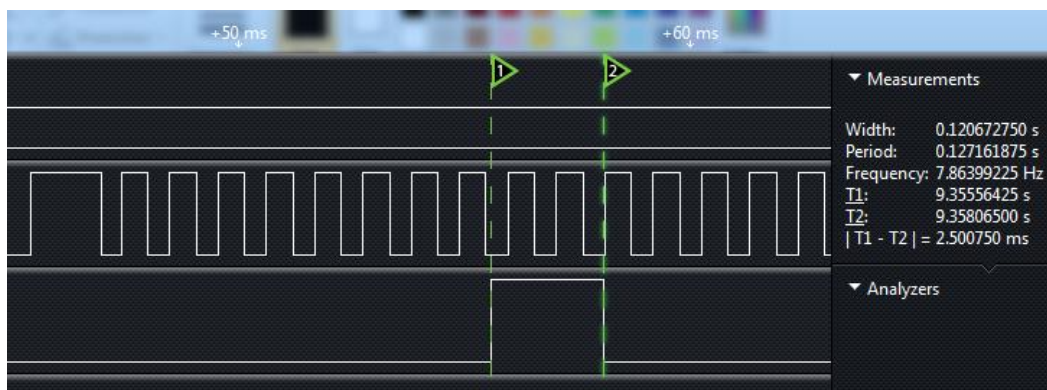 +50 ms
+60 ms
1
2
Measurements
Width: 0.120672750 s
Period: 0.127161875 s
Frequency: 7.86399225 Hz
T1: 9.35556425 s
T2: 9.35806500 s
| T1 - T2 | = 2.500750 ms
Analyzers